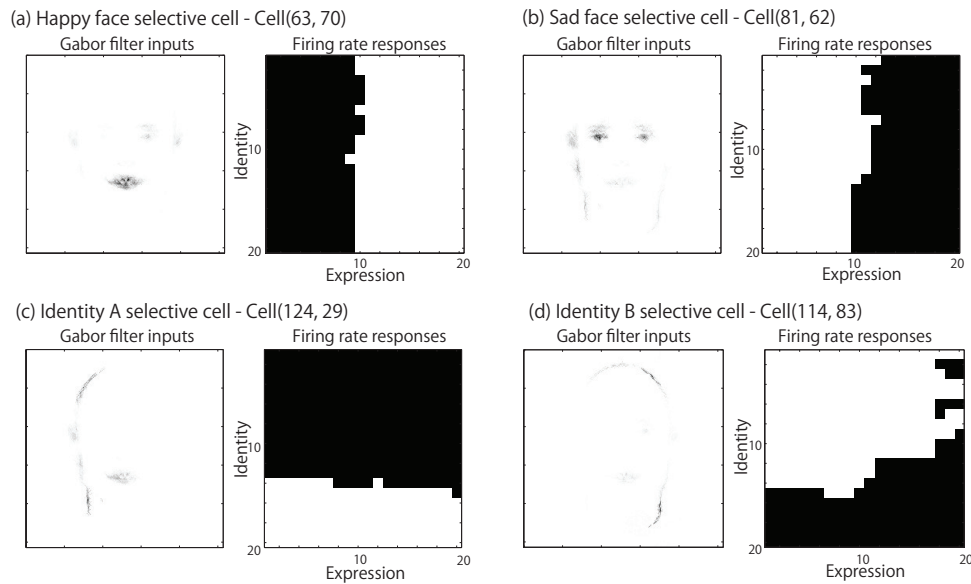 (a) Happy face selective cell - Cell(63, 70)
Gabor filter inputs
Firing rate responses
Identity
10
20
10
20
Expression
(b) Sad face selective cell - Cell(81, 62)
Gabor filter inputs
Firing rate responses
Identity
10
20
10
20
Expression
(c) Identity A selective cell - Cell(124, 29)
Gabor filter inputs
Firing rate responses
Identity
10
20
10
20
Expression
(d) Identity B selective cell - Cell(114, 83)
Gabor filter inputs
Firing rate responses
Identity
10
20
10
20
Expression